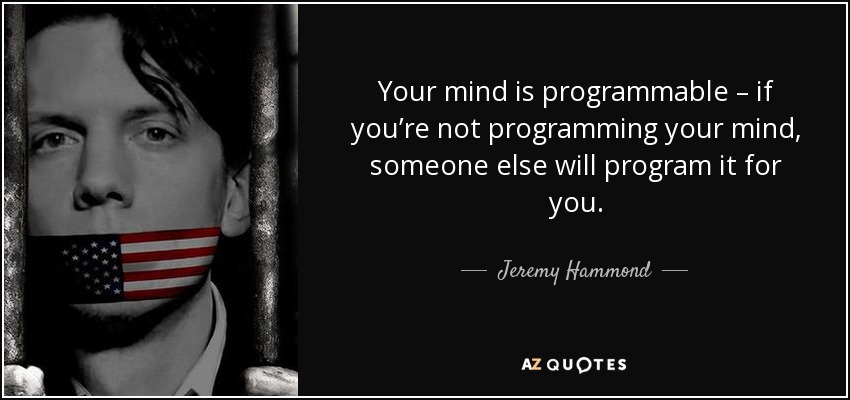 Your mind is programmable – if
you’re not programming your mind,
someone else will program it for
you.
Jeremy Hammond
AZ QUOTES